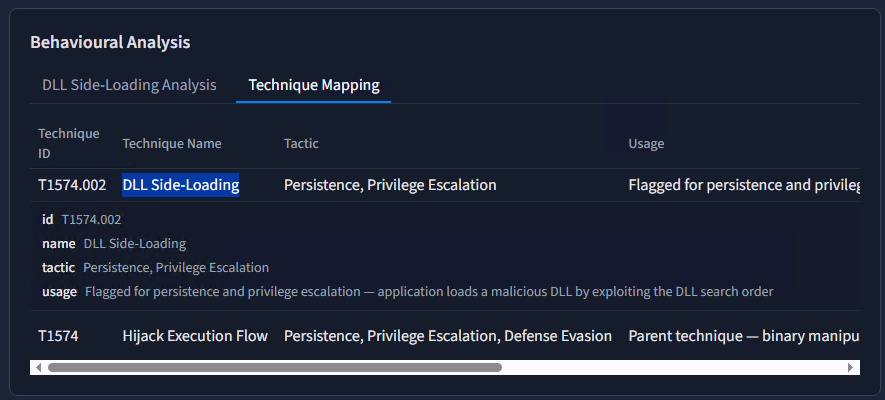 Behavioural Analysis
DLL Side-Loading Analysis Technique Mapping
Technique ID Technique Name Tactic Usage
T1574.002 DLL Side-Loading Persistence, Privilege Escalation Flagged for persistence and
id T1574.002
name DLL Side-Loading
tactic Persistence, Privilege Escalation
usage Flagged for persistence and privilege escalation — application loads a malicious DLL by exploiting the DLL search order
T1574 Hijack Execution Flow Persistence, Privilege Escalation, Defense Evasion Parent technique — binary